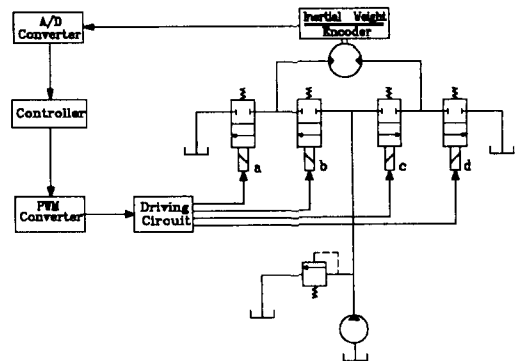 A/D
Converter
Inertial Weight
Encoder
Controller
a
b
c
d
PWM
Converter
Driving
Circuit